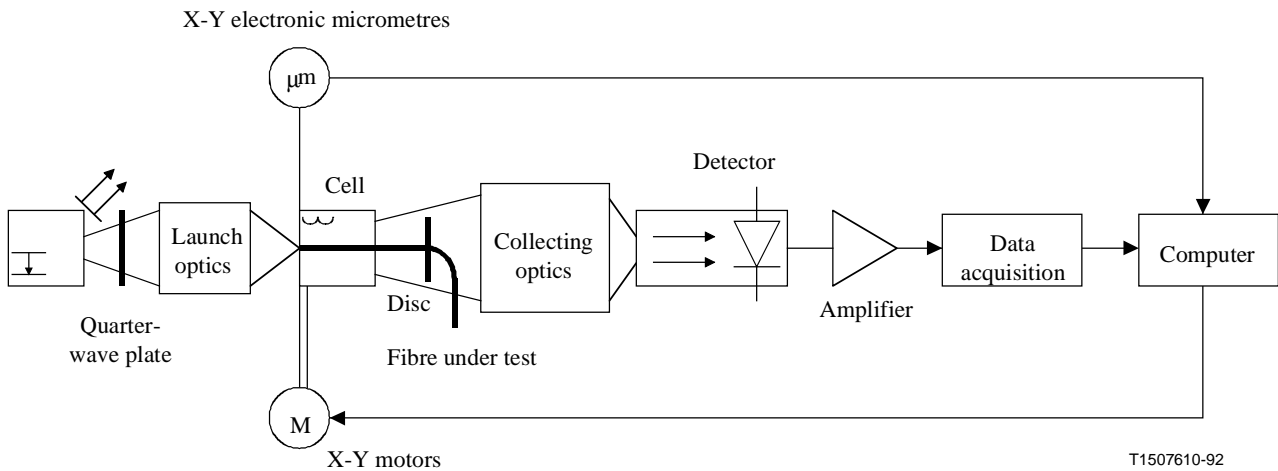 X-Y electronic micrometres
µm
Detector
Cell
Launch
optics
Collecting
optics
Data
acquisition
Computer
Disc
Amplifier
Quarter-
wave plate
Fibre under test
M
X-Y motors
T1507610-92